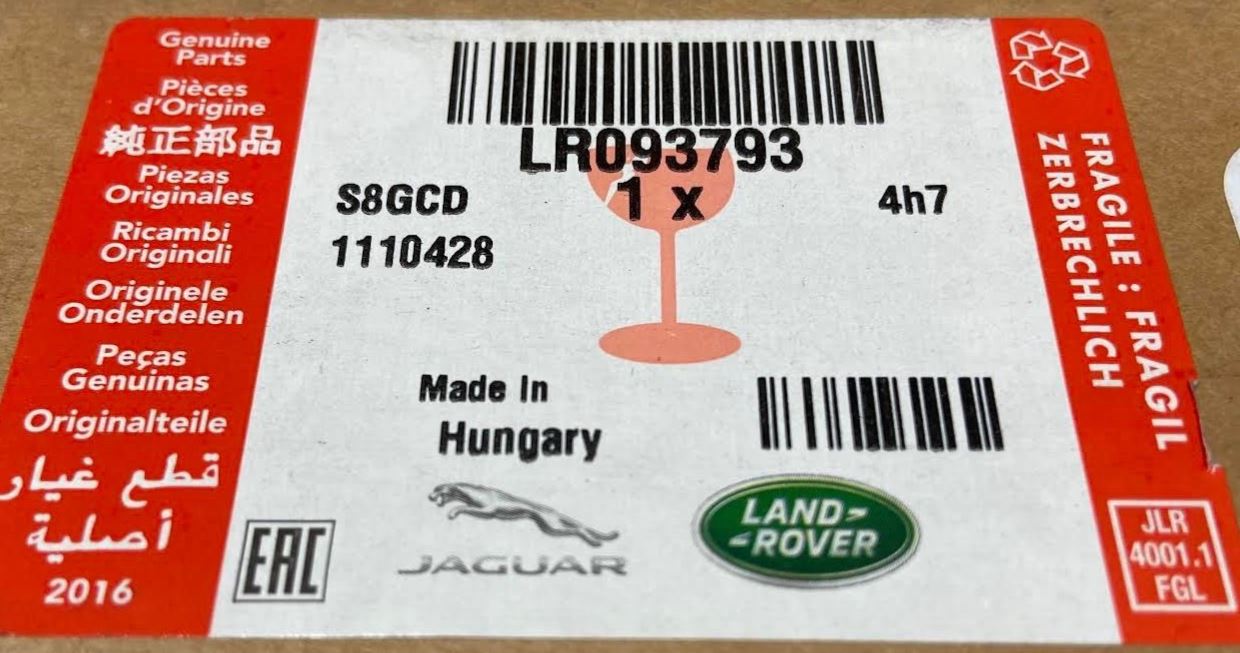 Genuine
Parts
Pièces
d'Origine
純正部品
Piezas
Originales
Ricambi
Originali
Originele
Onderdelen
Peças
Genuinas
Originalteile
قطع غيار
أصلية
2016
LR093793
S8GCD
1 x
4h7
1110428
Made In
Hungary
EAC
JAGUAR
LAND
ROVER
FRAGILE : FRAGIL
ZERBRECHLICH
JLR
4001.1
FGL